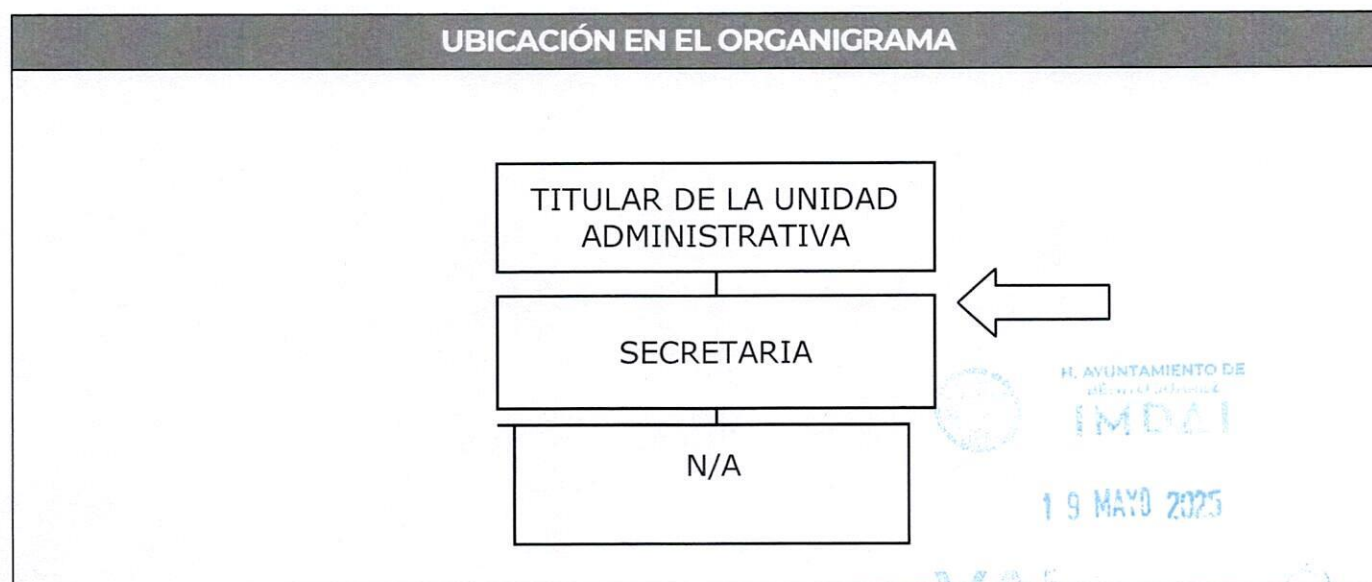 UBICACIÓN EN EL ORGANIGRAMA
TITULAR DE LA UNIDAD
ADMINISTRATIVA
SECRETARIA
H. AYUNTAMIENTO DE
IMDAI
N/A
19 MAYO 2025